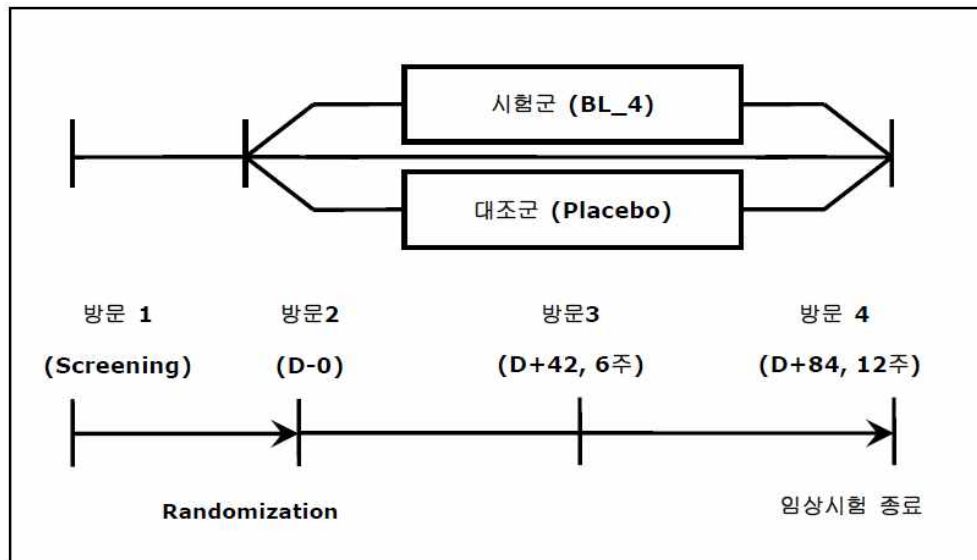 시험군 (BL_4)
대조군 (Placebo)
방문 1 방문2 방문3 방문 4
(Screening) (D-0) (D+42, 6주) (D+84, 12주)
Randomization 임상시험 종료